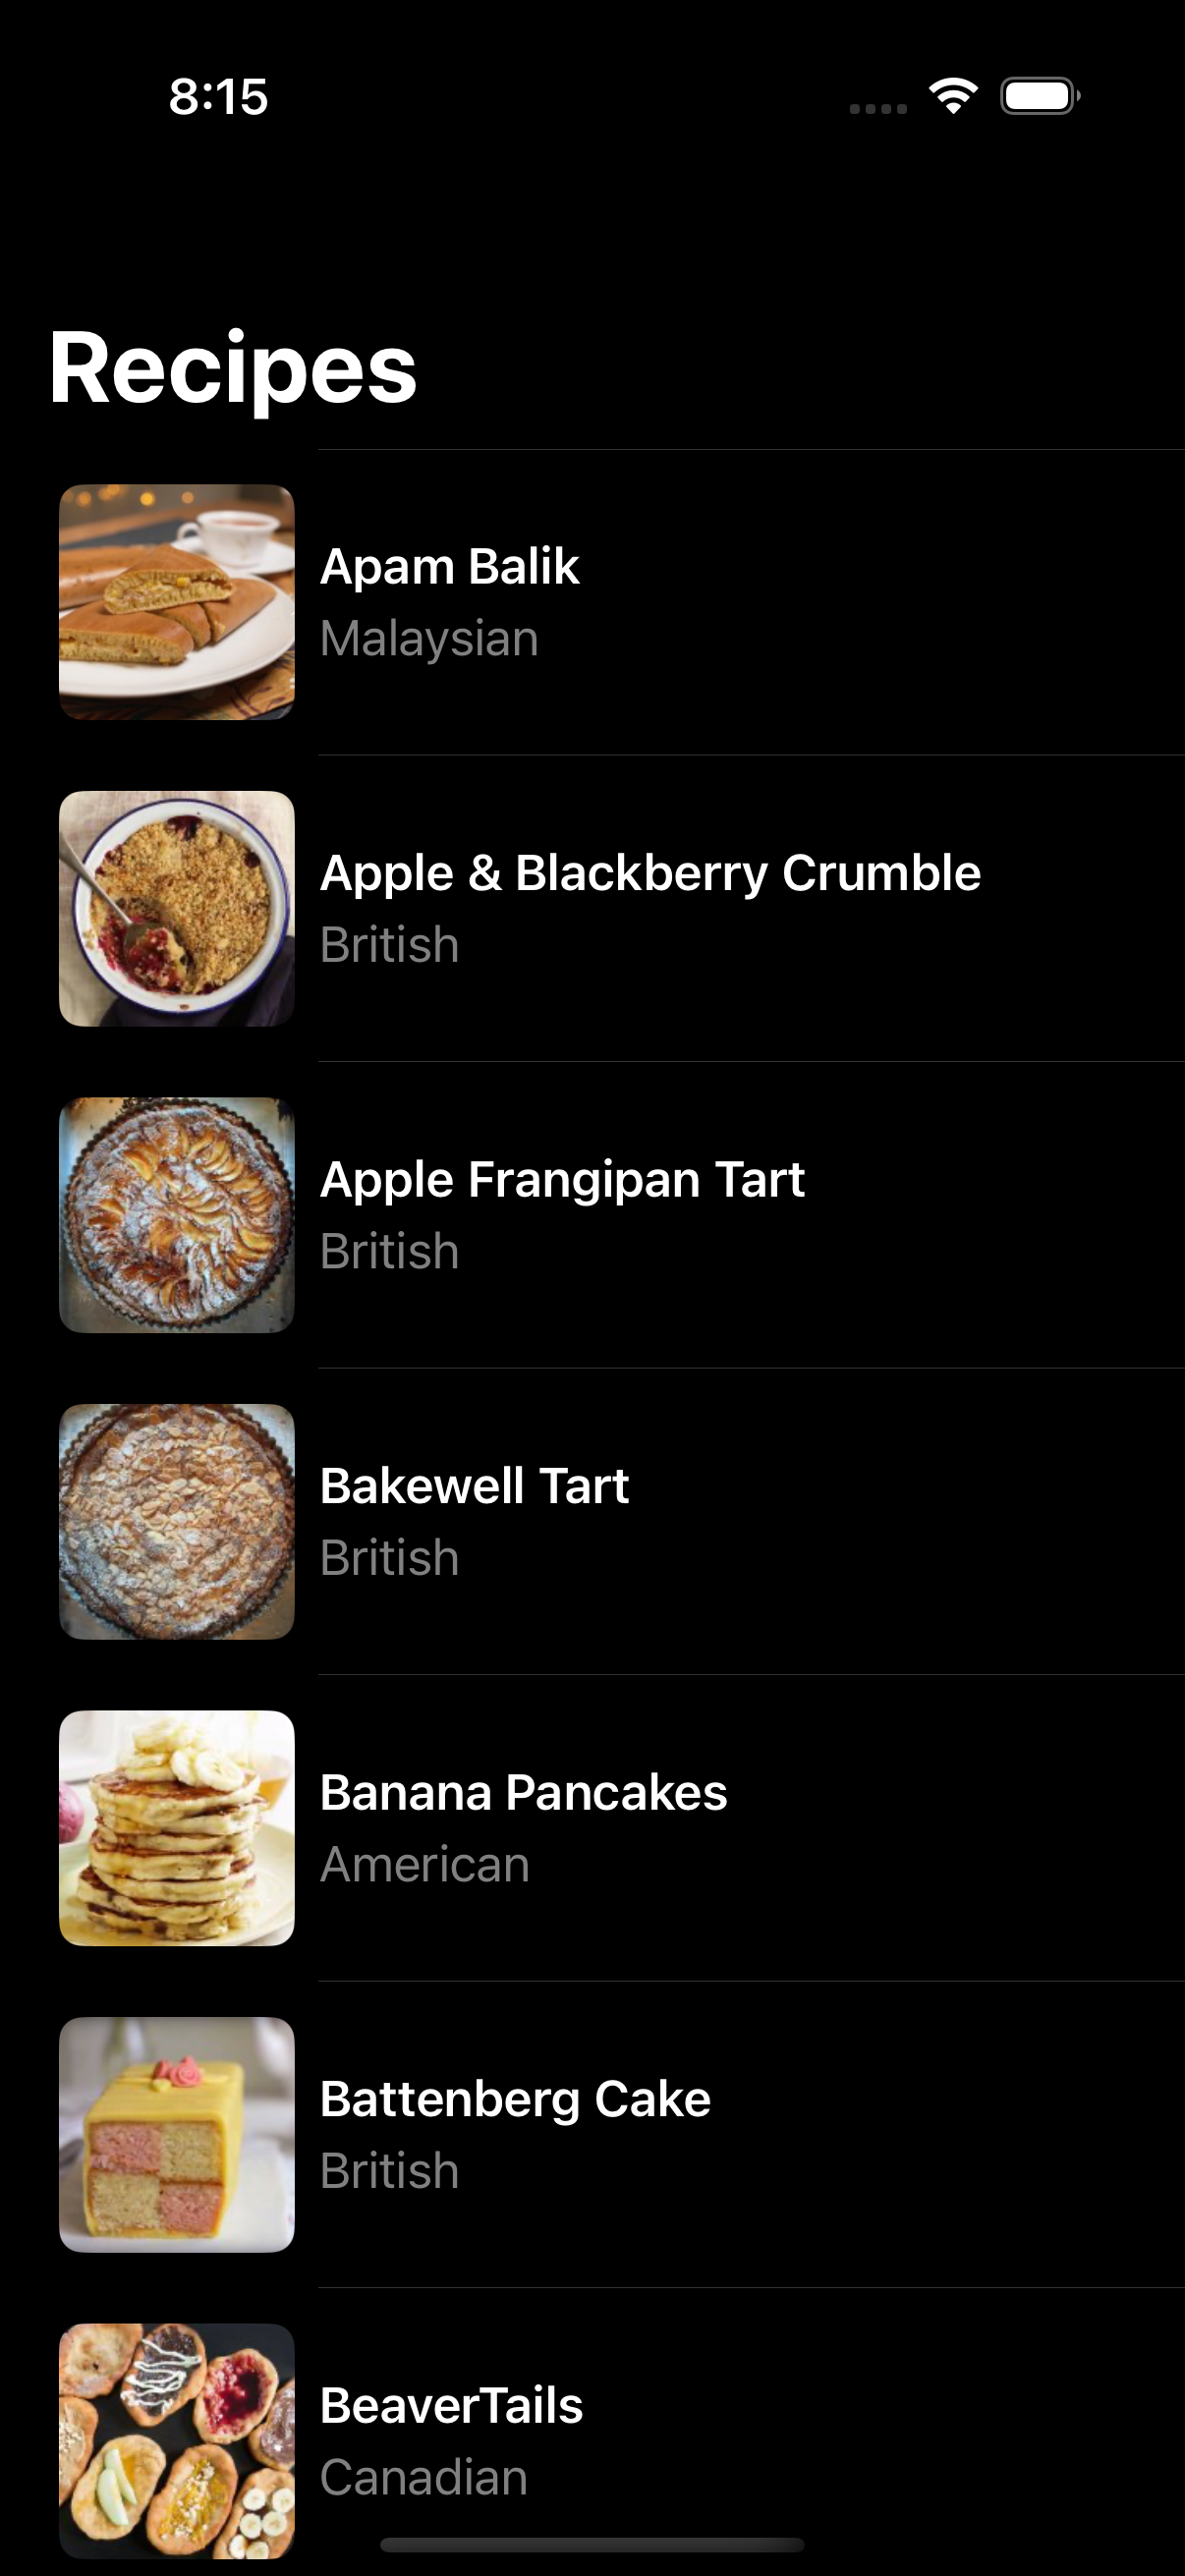 8:15
Recipes
Apam Balik
Malaysian
Apple & Blackberry Crumble
British
Apple Frangipan Tart
British
Bakewell Tart
British
Banana Pancakes
American
Battenberg Cake
British
BeaverTails
Canadian